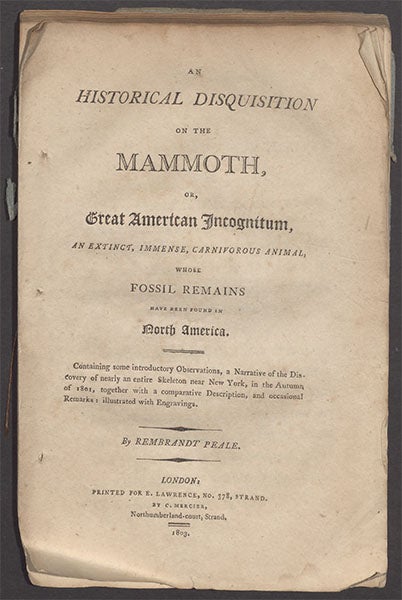 AN
HISTORICAL DISQUISITION
ON THE
MAMMOTH,
OR,
Great American Incognitum,
AN EXTINCT, IMMENSE, CARNIVOROUS ANIMAL,
WHOSE
FOSSIL REMAINS
HAVE BEEN FOUND IN
North America.
Containing some introductory Observations, a Narrative of the Dis-
covery of nearly an entire Skeleton near New York, in the Autumn
of 1801, together with a comparative Description, and occasional
Remarks: illustrated with Engravings.
By REMBRANDT PEALE.
LONDON:
PRINTED FOR E. LAWRENCE, NO. 378, STRAND.
BY C. MERCIER,
Northumberland-court, Strand.
1803.